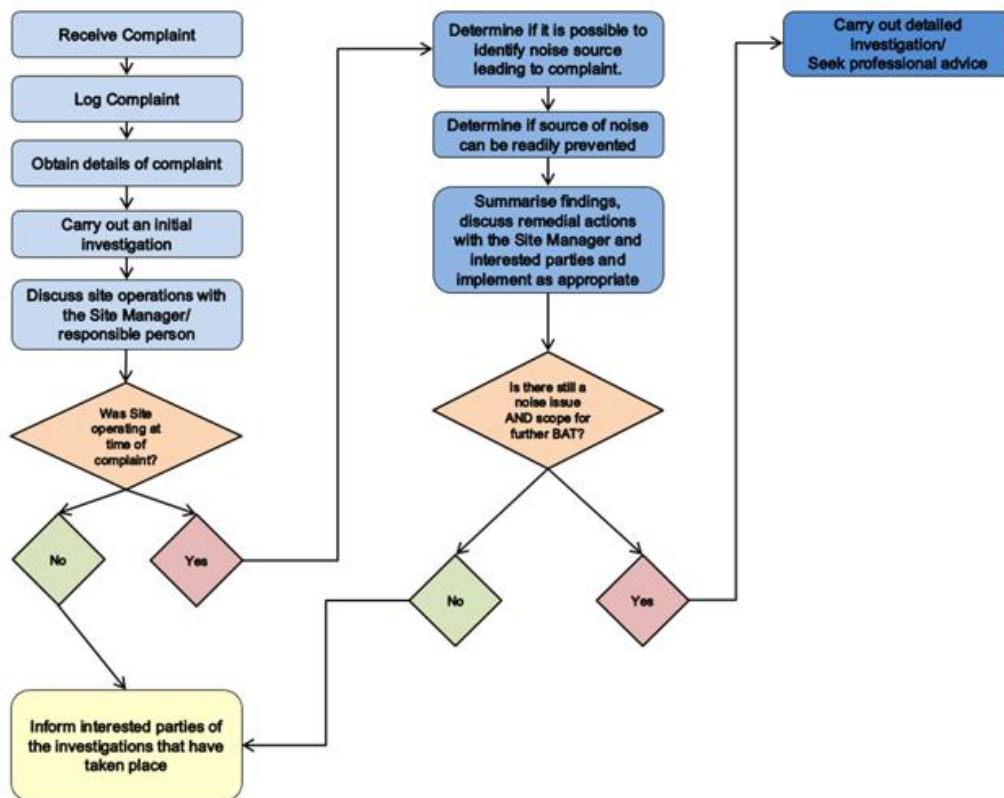 Receive Complaint
Log Complaint
Obtain details of complaint
Carry out an initial
investigation
Discuss site operations with
the Site Manager/
responsible person
Was Site
operating at
time of
complaint?
No
Yes
Inform interested parties of
the investigations that have
taken place
Determine if it is possible to
identify noise source
leading to complaint.
Determine if source of noise
can be readily prevented
Summarise findings,
discuss remedial actions
with the Site Manager and
interested parties and
implement as appropriate
Is there still a
noise issue
AND scope for
further BAT?
No
Yes
Carry out detailed
investigation/
Seek professional advice